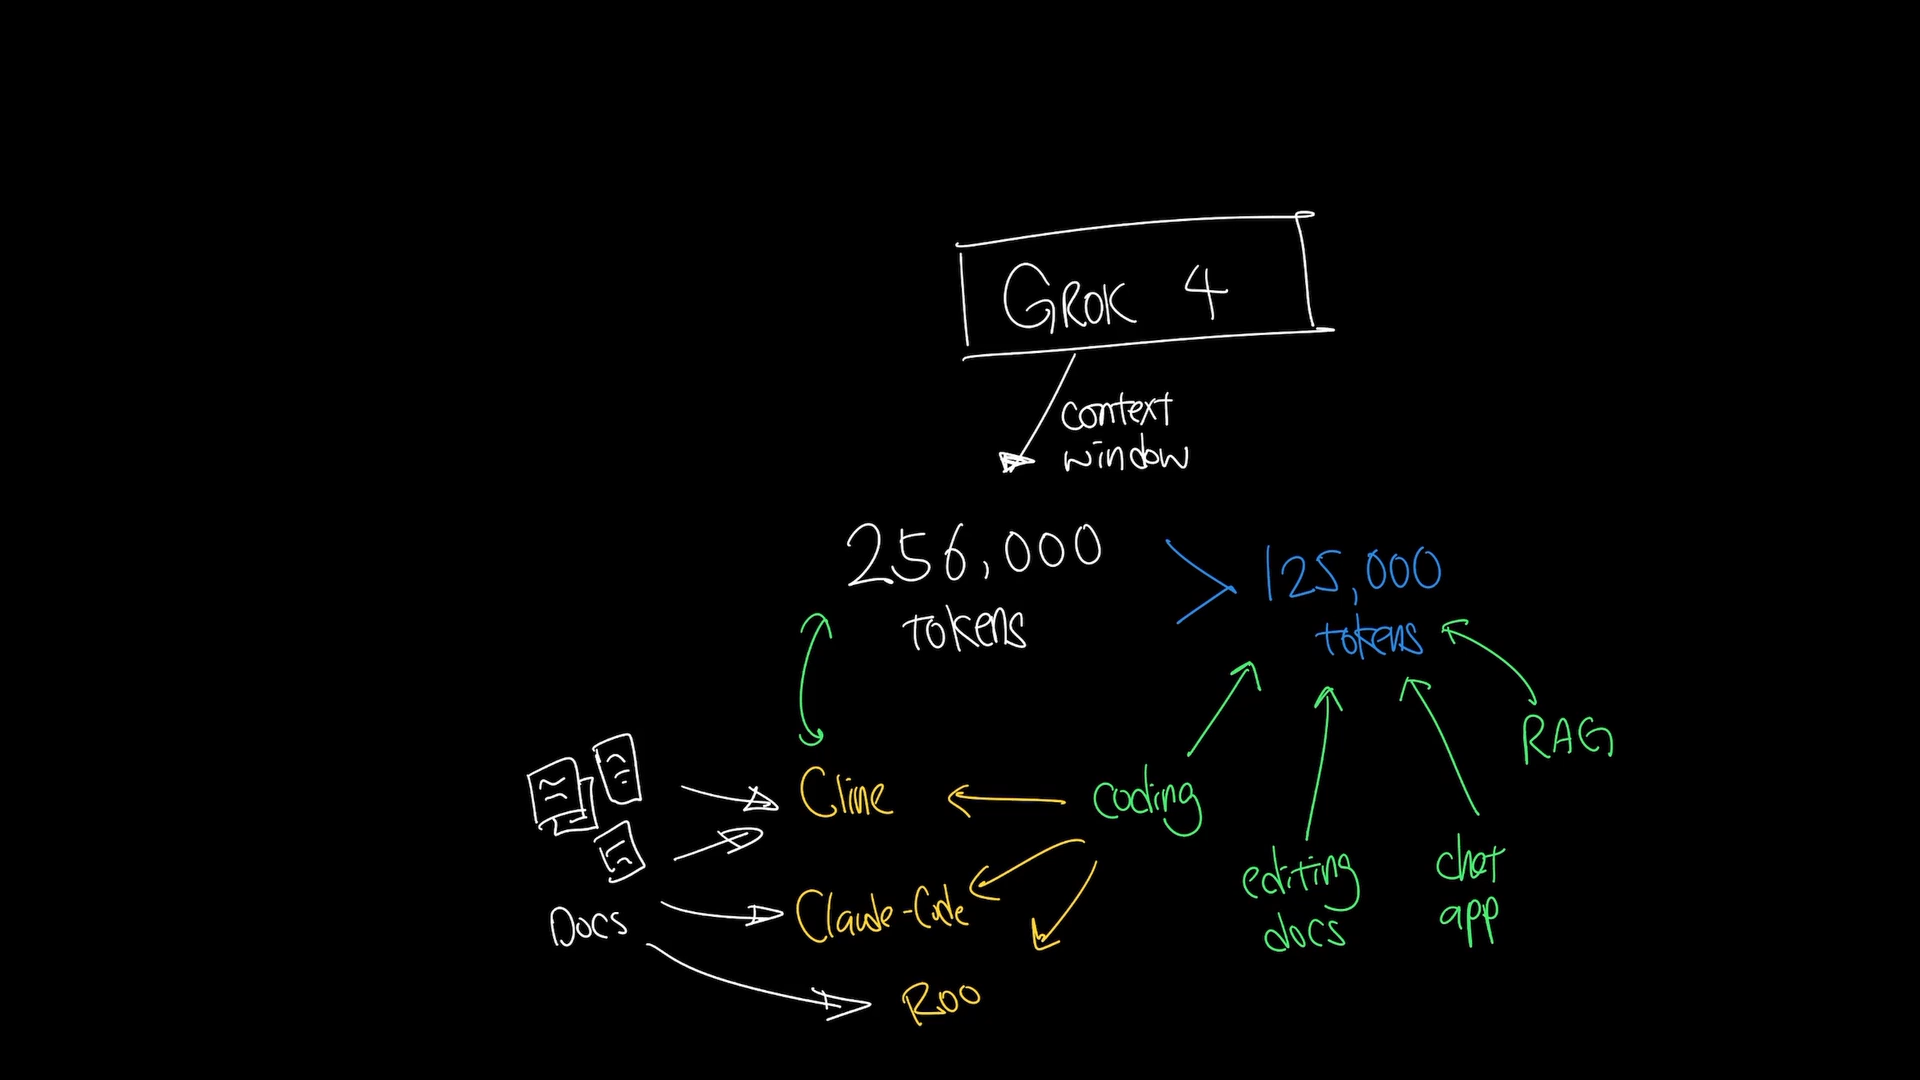 GROK 4
context
window
256,000
tokens
> 125,000
tokens
RAG
Cline
coding
editing
docs
chat
app
Docs
Claude-Code
Roo